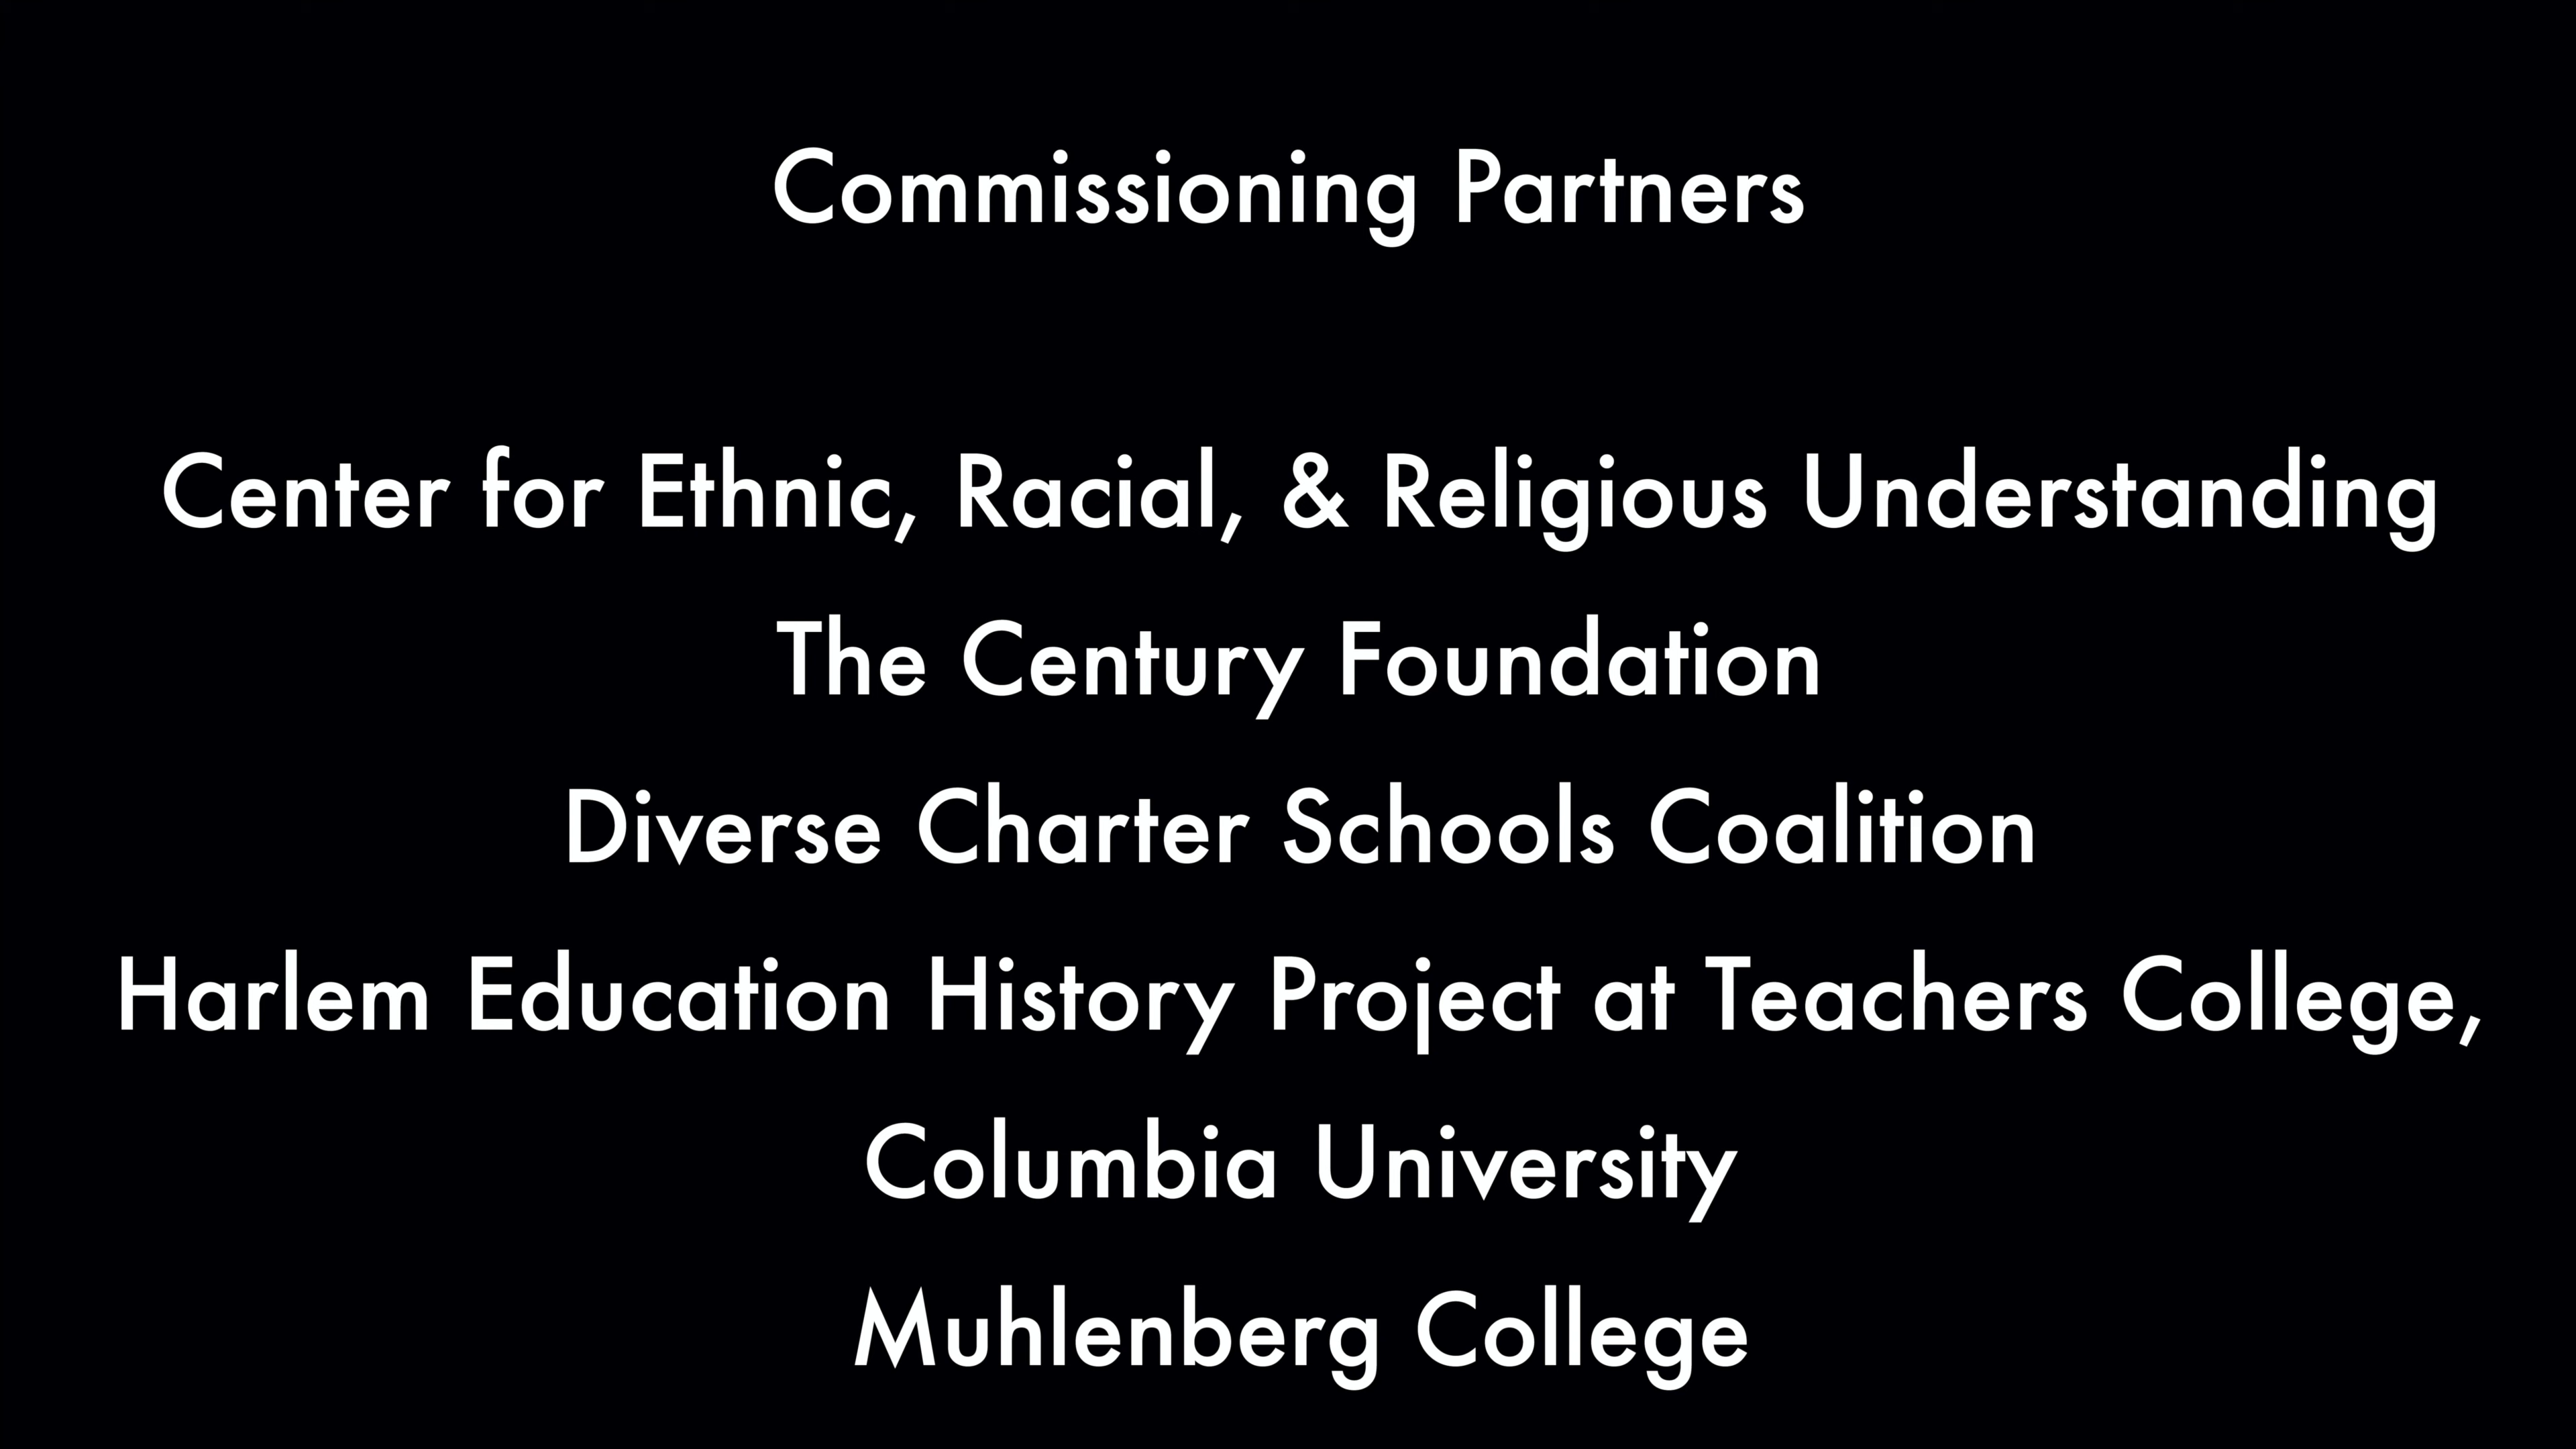 Commissioning Partners
Center for Ethnic, Racial, & Religious Understanding
The Century Foundation
Diverse Charter Schools Coalition
Harlem Education History Project at Teachers College,
Columbia University
Muhlenberg College